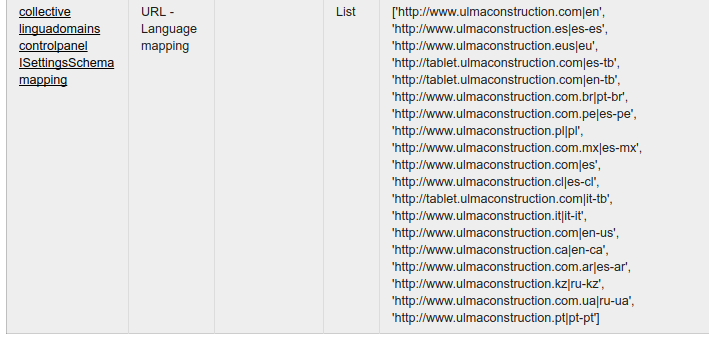 collective
linguadomains
controlpanel
ISettingsSchema
mapping
URL -
Language
mapping
List
['http://www.ulmaconstruction.com|en',
'http://www.ulmaconstruction.es|es-es',
'http://www.ulmaconstruction.eus|eu',
'http://tablet.ulmaconstruction.com|es-tb',
'http://tablet.ulmaconstruction.com|en-tb',
'http://www.ulmaconstruction.com.br|pt-br',
'http://www.ulmaconstruction.com.pe|es-pe',
'http://www.ulmaconstruction.pl|pl',
'http://www.ulmaconstruction.com.mx|es-mx',
'http://www.ulmaconstruction.com|es',
'http://www.ulmaconstruction.cl|es-cl',
'http://tablet.ulmaconstruction.com|it-tb',
'http://www.ulmaconstruction.it|it-it',
'http://www.ulmaconstruction.com|en-us',
'http://www.ulmaconstruction.ca|en-ca',
'http://www.ulmaconstruction.com.ar|es-ar',
'http://www.ulmaconstruction.kz|ru-kz',
'http://www.ulmaconstruction.com.ua|ru-ua',
'http://www.ulmaconstruction.pt|pt-pt']